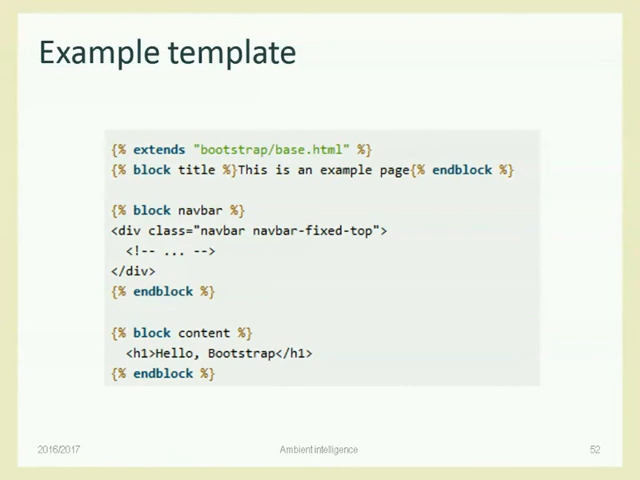 Example template
{% extends "bootstrap/base.html" %}
{% block title %}This is an example page{% endblock %}
{% block navbar %}
<div class="navbar navbar-fixed-top">
<!-- ... -->
</div>
{% endblock %}
{% block content %}
<h1>Hello, Bootstrap</h1>
{% endblock %}
2016/2017
Ambient intelligence
52